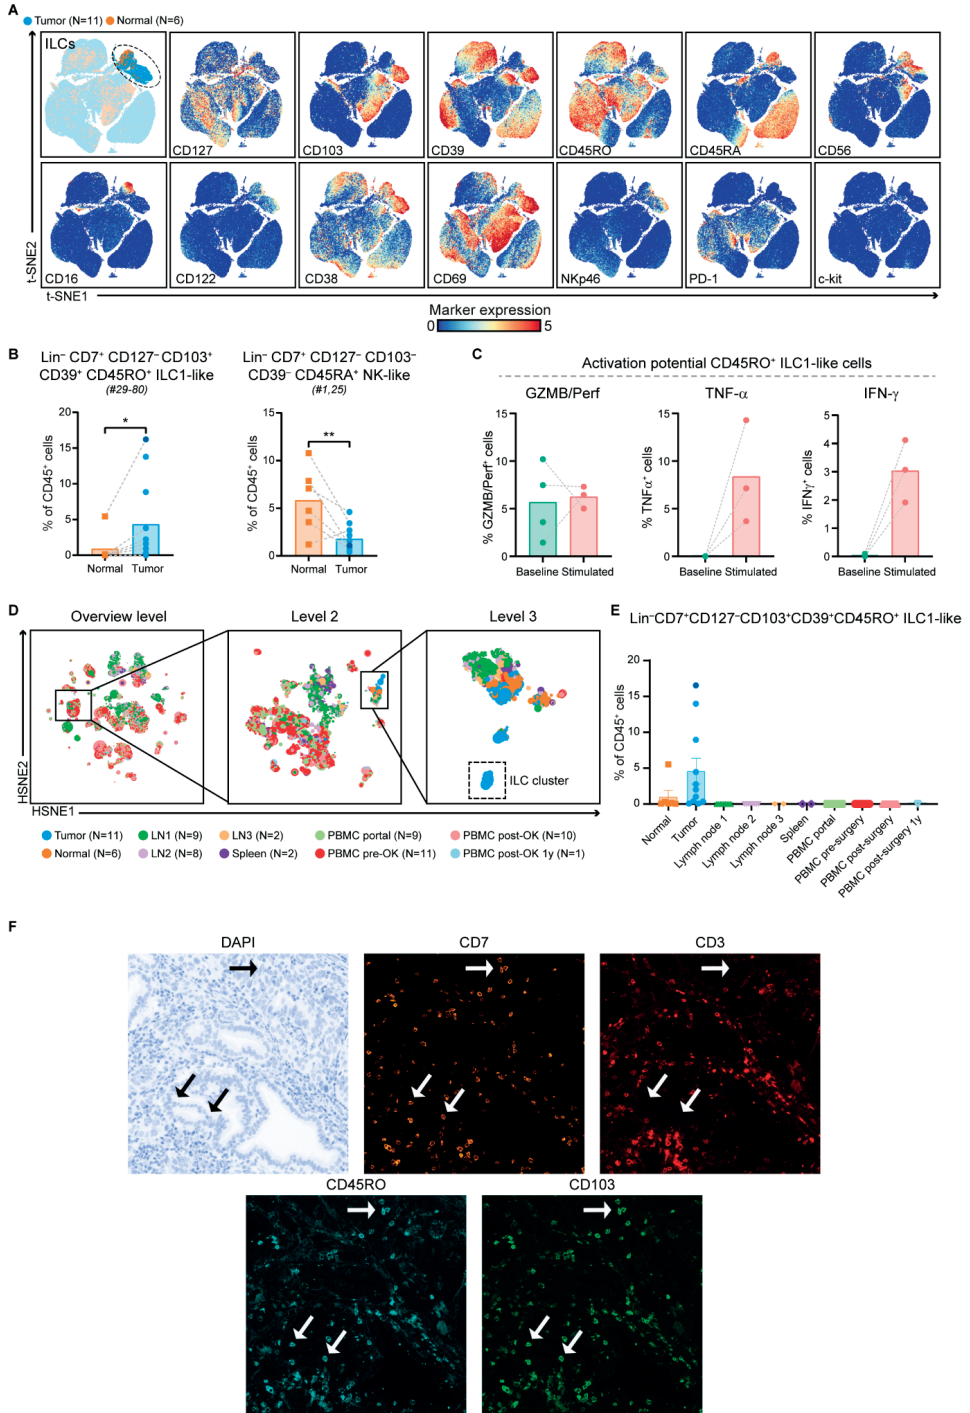 A
Tumor (N=11) Normal (N=6)
ILCs
CD127
CD103
CD39
CD45RO
CD45RA
CD56
CD16
CD122
CD38
CD69
NKp46
PD-1
c-kit
t-SNE2
t-SNE1
Marker expression
0 5
B
Lin– CD7+ CD127– CD103+
CD39+ CD45RO+ ILC1-like
(#29-80)
% of CD45+ cells
20
15
10
5
0
*
Normal Tumor
Lin– CD7+ CD127– CD103–
CD39– CD45RA+ NK-like
(#1,25)
% of CD45+ cells
15
10
5
0
**
Normal Tumor
C
Activation potential CD45RO+ ILC1-like cells
GZMB/Perf
% GZMB/Perf+ cells
15
10
5
0
Baseline Stimulated
TNF-α
% TNFα+ cells
15
10
5
0
Baseline Stimulated
IFN-γ
% IFNγ+ cells
5
4
3
2
1
0
Baseline Stimulated
D
Overview level
Level 2
Level 3
ILC cluster
HSNE2
HSNE1
Tumor (N=11) LN1 (N=9) LN3 (N=2) PBMC portal (N=9) PBMC post-OK (N=10)
Normal (N=6) LN2 (N=8) Spleen (N=2) PBMC pre-OK (N=11) PBMC post-OK 1y (N=1)
E
Lin–CD7+CD127–CD103+CD39+CD45RO+ ILC1-like
% of CD45+ cells
20
15
10
5
0
Normal
Tumor
Lymph node 1
Lymph node 2
Lymph node 3
Spleen
PBMC portal
PBMC pre-surgery
PBMC post-surgery
PBMC post-surgery 1y
F
DAPI
CD7
CD3
CD45RO
CD103